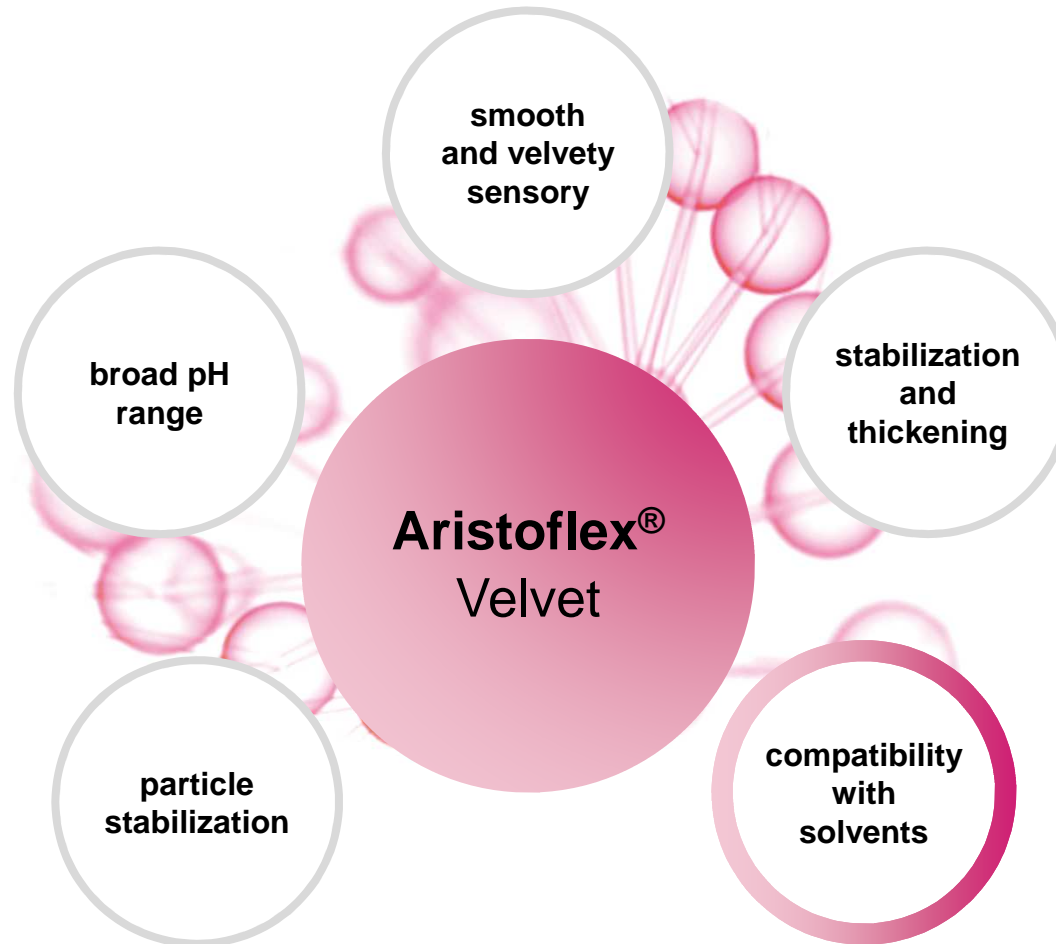 smooth
and velvety
sensory
broad pH
range
stabilization
and
thickening
Aristoflex®
Velvet
particle
stabilization
compatibility
with
solvents